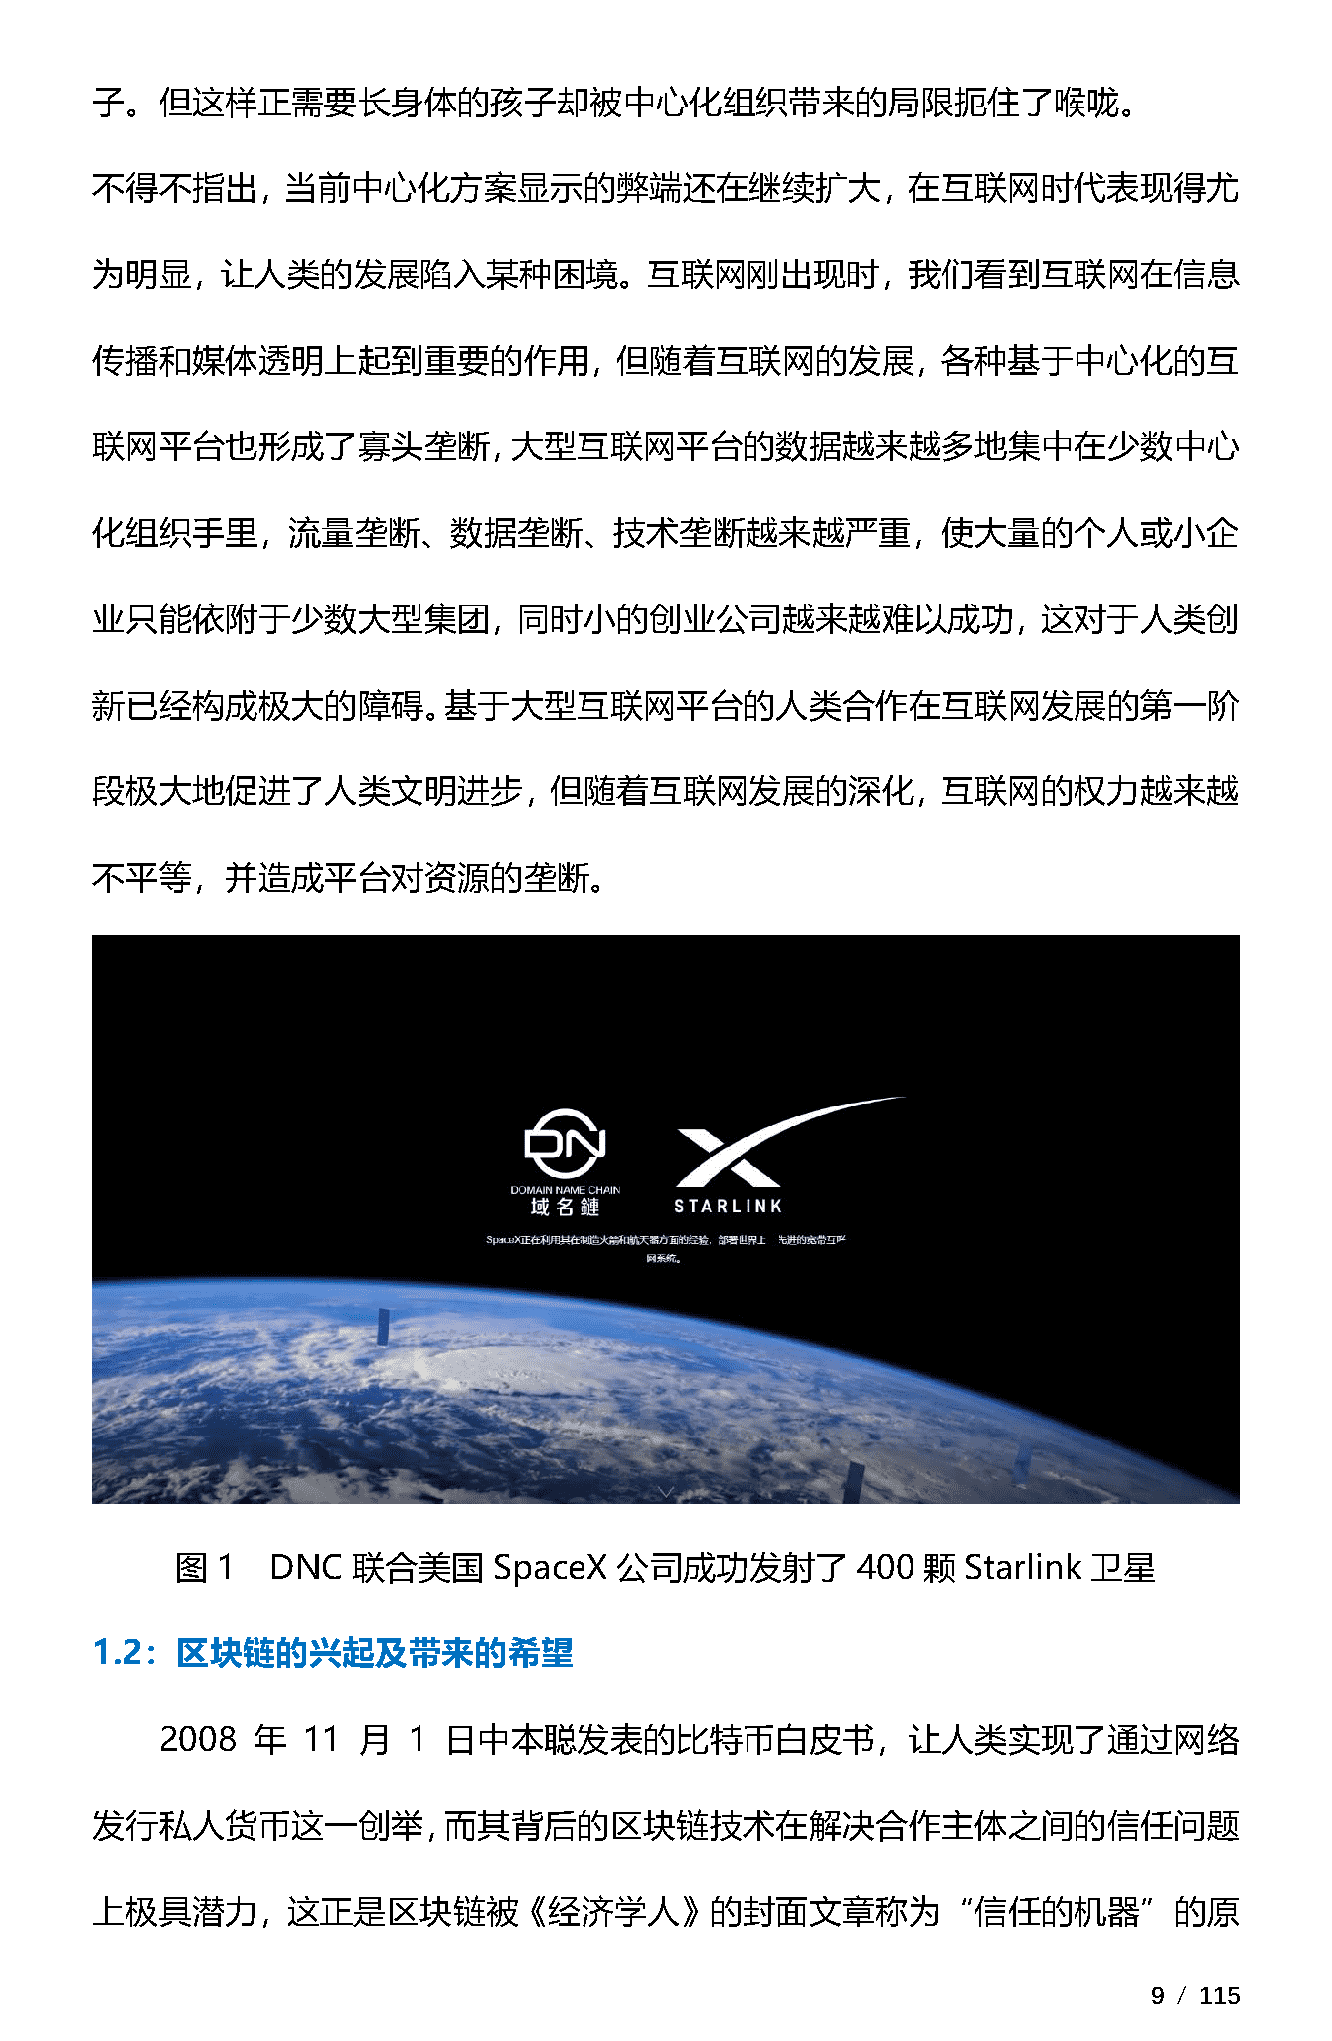 子。但这样正需要长身体的孩子却被中心化组织带来的局限扼住了喉咙。
不得不指出，当前中心化方案显示的弊端还在继续扩大，在互联网时代表现得尤
为明显，让人类的发展陷入某种困境。互联网刚出现时，我们看到互联网在信息
传播和媒体透明上起到重要的作用，但随着互联网的发展，各种基于中心化的互
联网平台也形成了寡头垄断，大型互联网平台的数据越来越多地集中在少数中心
化组织手里，流量垄断、数据垄断、技术垄断越来越严重，使大量的个人或小企
业只能依附于少数大型集团，同时小的创业公司越来越难以成功，这对于人类创
新已经构成极大的障碍。基于大型互联网平台的人类合作在互联网发展的第一阶
段极大地促进了人类文明进步，但随着互联网发展的深化，互联网的权力越来越
不平等，并造成平台对资源的垄断。
DN
DOMAIN NAME CHAIN
域名鏈
STARLINK
SpaceX正在利用其在制造火箭和航天器方面的经验，部署世界上 先进的宽带互联
网系统。
图 1 DNC 联合美国 SpaceX 公司成功发射了 400 颗 Starlink 卫星
1.2：区块链的兴起及带来的希望
2008 年 11 月 1 日中本聪发表的比特币白皮书，让人类实现了通过网络
发行私人货币这一创举，而其背后的区块链技术在解决合作主体之间的信任问题
上极具潜力，这正是区块链被《经济学人》的封面文章称为“信任的机器”的原
9 / 115